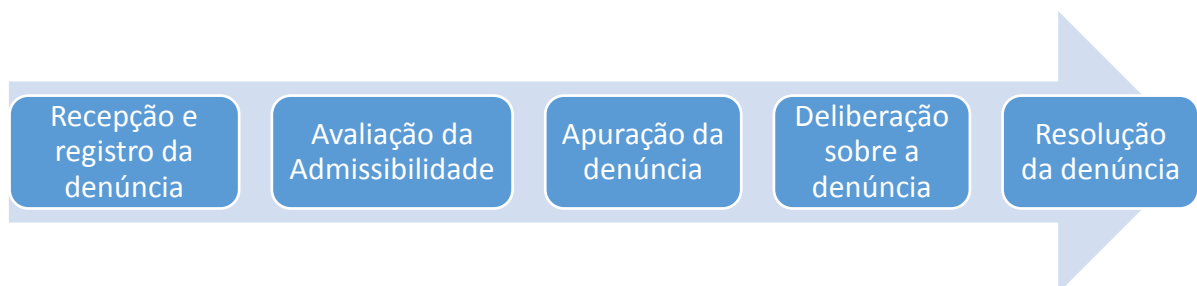 Recepção e
registro da
denúncia
Avaliação da
Admissibilidade
Apuração da
denúncia
Deliberação
sobre a
denúncia
Resolução
da denúncia